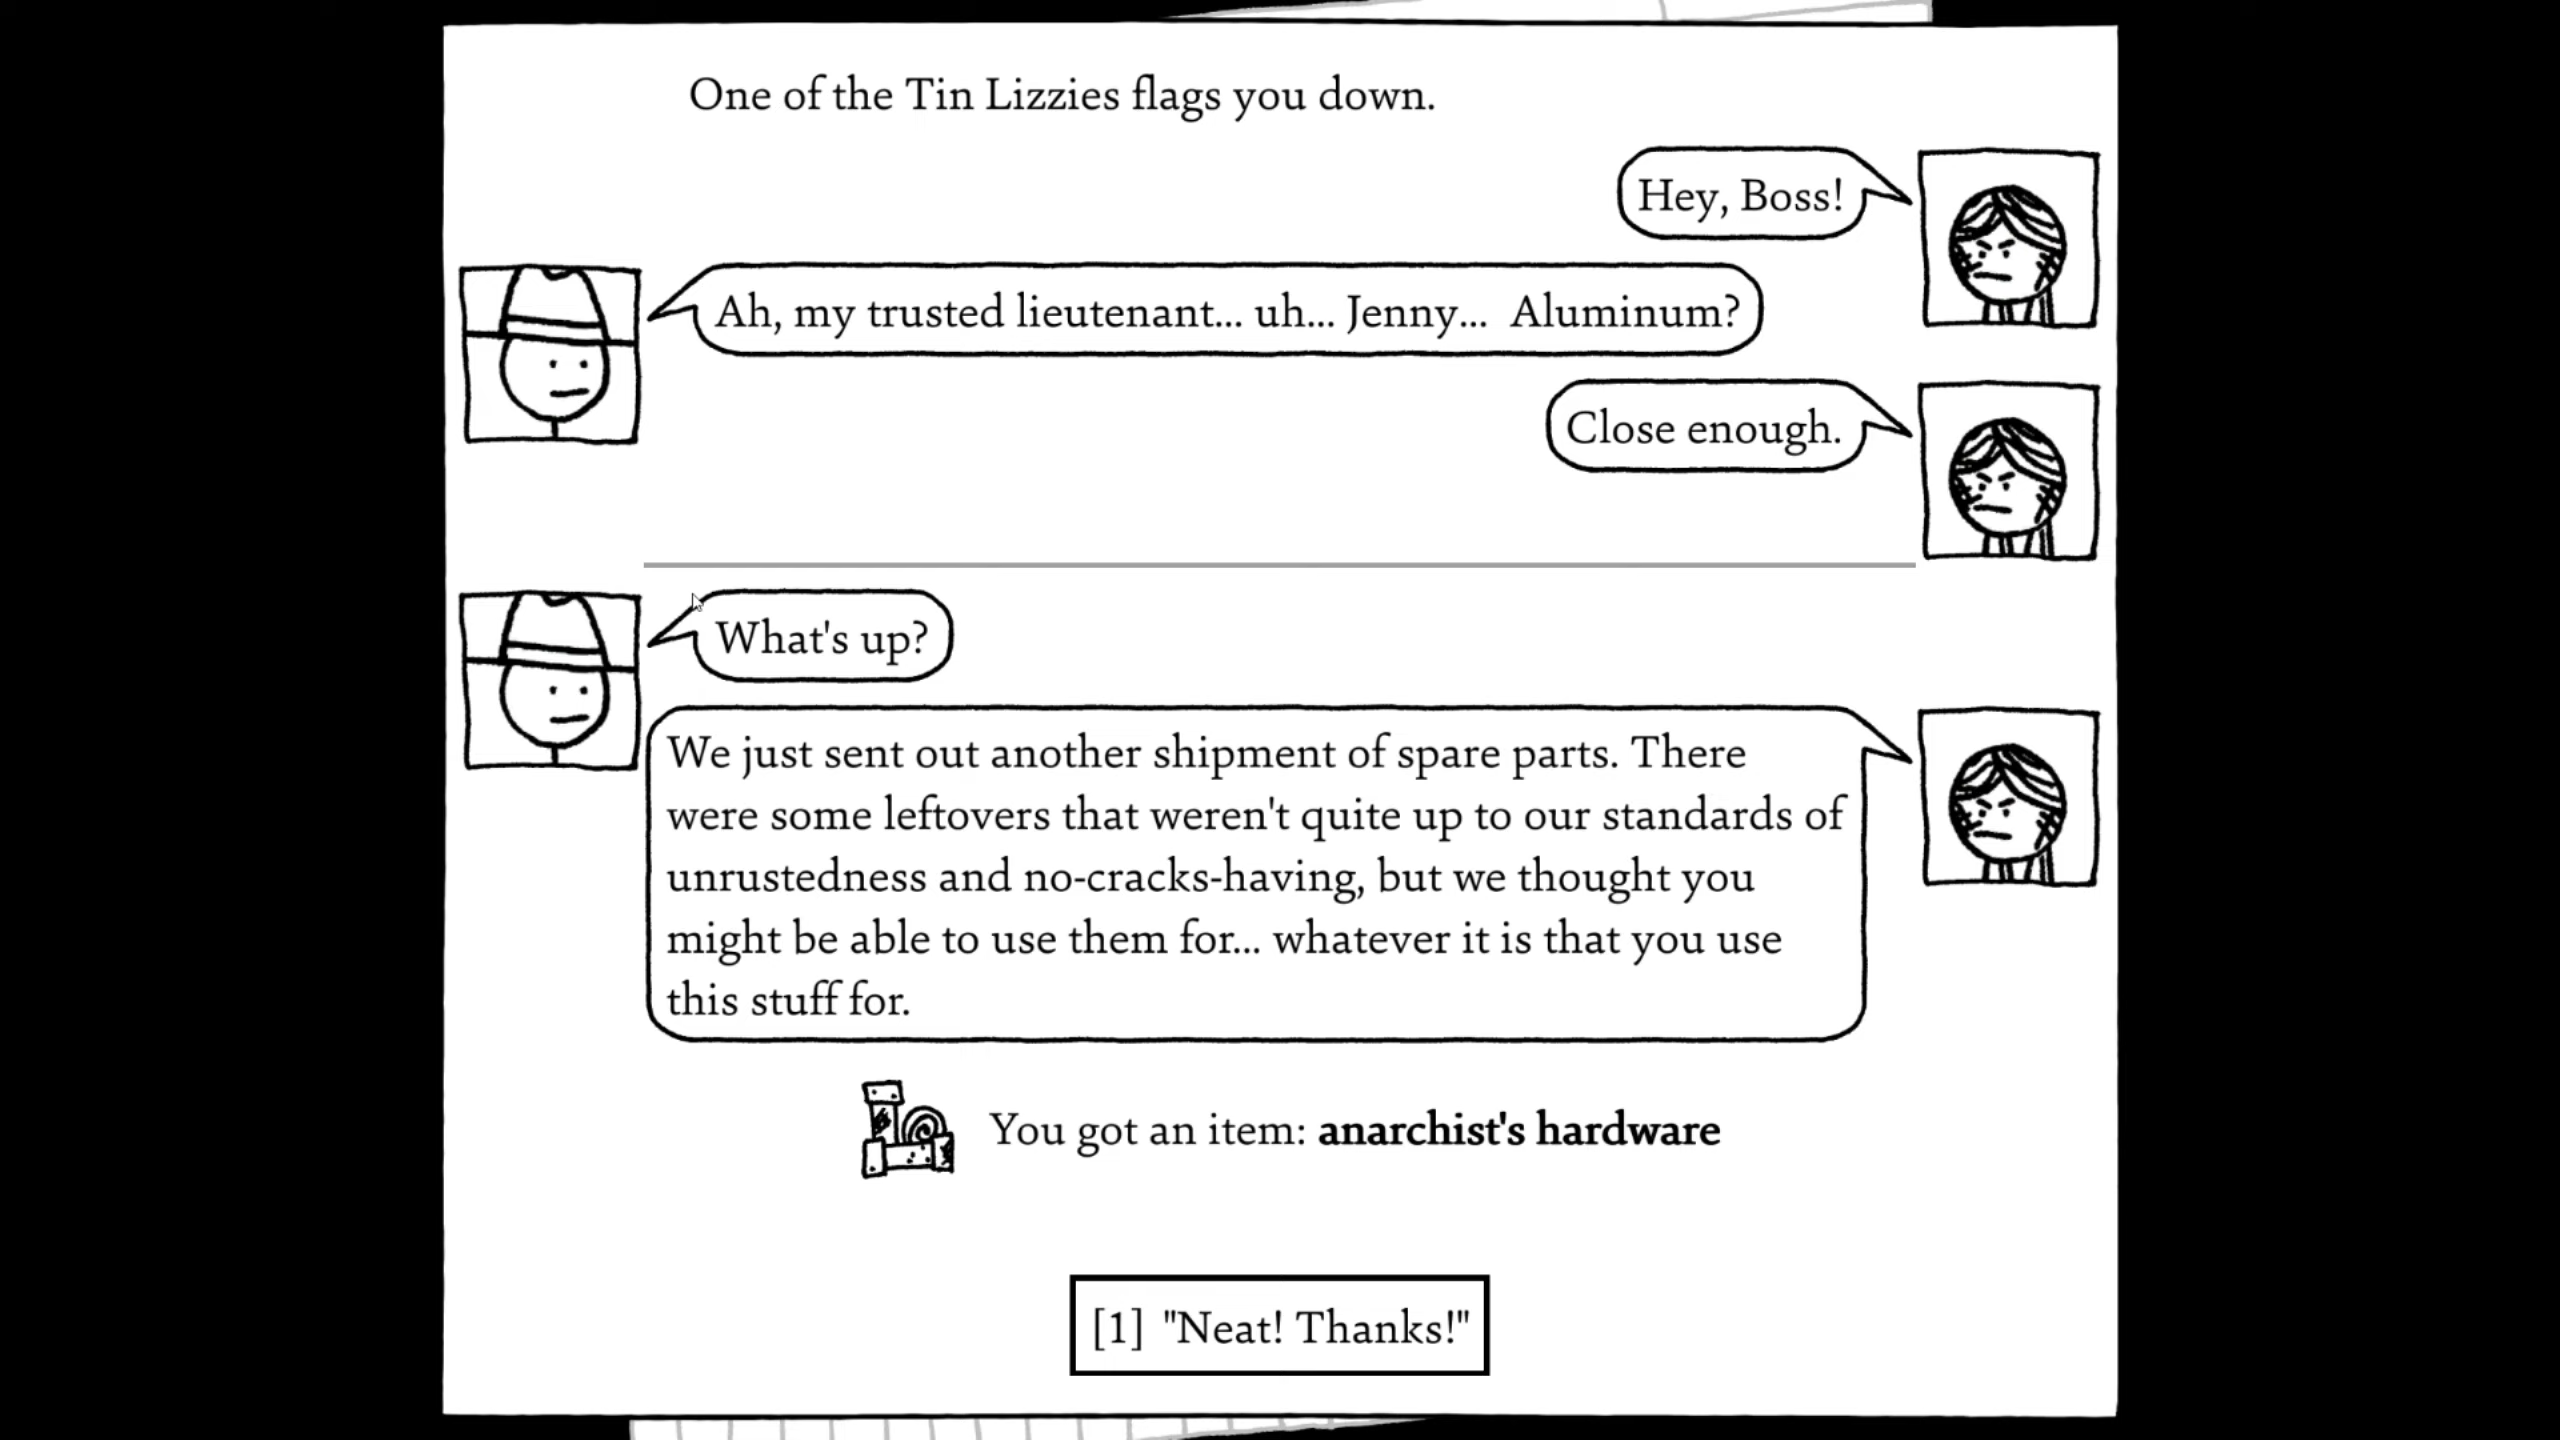 One of the Tin Lizzies flags you down.
Hey, Boss!
Ah, my trusted lieutenant... uh... Jenny... Aluminum?
Close enough.
What's up?
We just sent out another shipment of spare parts. There
were some leftovers that weren't quite up to our standards of
unrustedness and no-cracks-having, but we thought you
might be able to use them for... whatever it is that you use
this stuff for.
You got an item: anarchist's hardware
[1] "Neat! Thanks!"